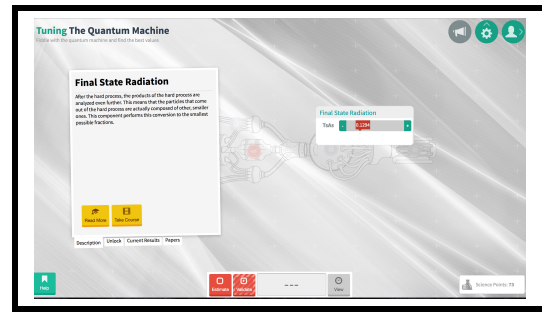 Tuning The Quantum Machine
Fiddle with the quantum machine and find the best values
Final State Radiation
After the hard process, the products of the hard process are
analyzed even further. This means that the particles that come
out of the hard process are actually composed of other, smaller
ones. This component performs this conversion to the smallest
possible fractions.
Read More
Take Course
Description
Unlock
Current Results
Papers
Final State Radiation
- 0.1294 +
Help
Estimate
Validate
---
View
Science Points: 73